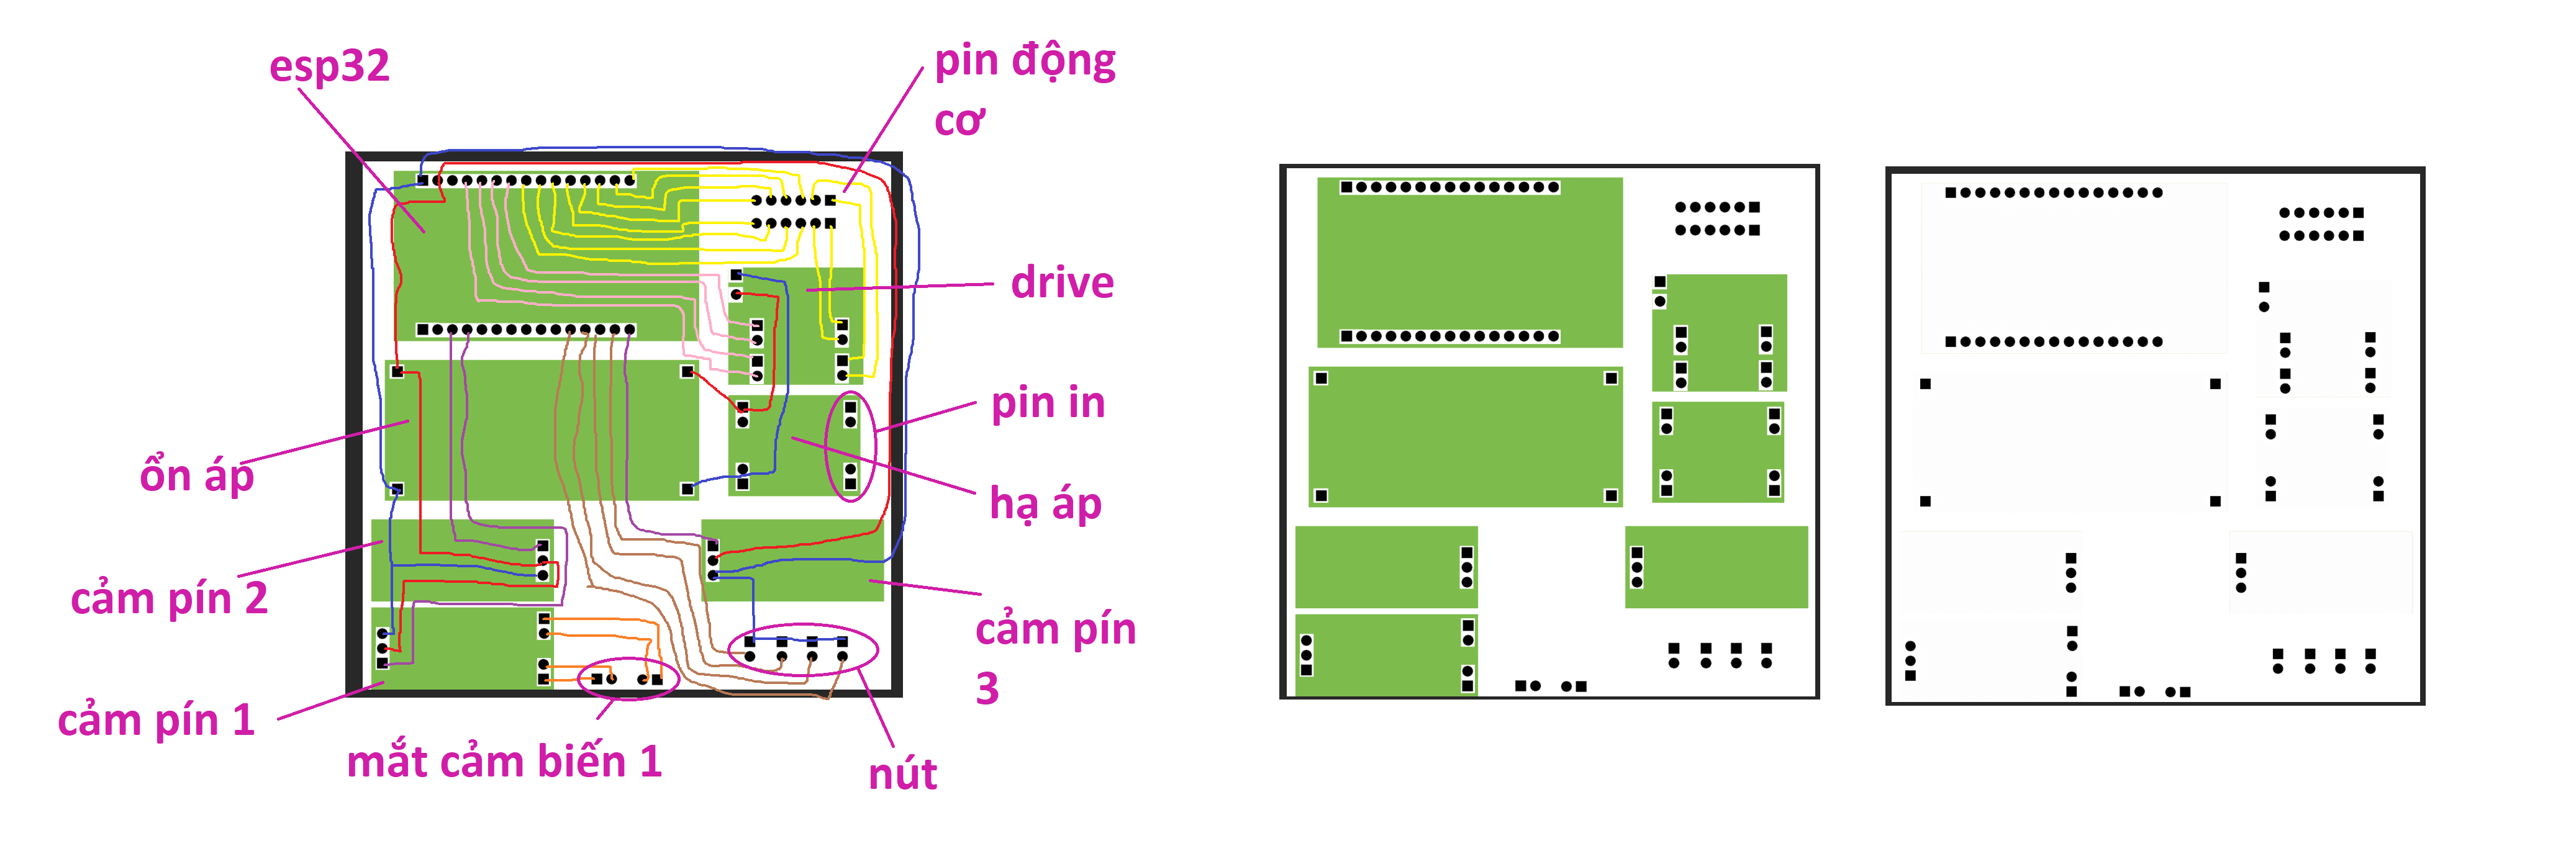 esp32
pin động
cơ
drive
pin in
ổn áp
hạ áp
cảm pín 2
cảm pín
3
cảm pín 1
mắt cảm biến 1
nút